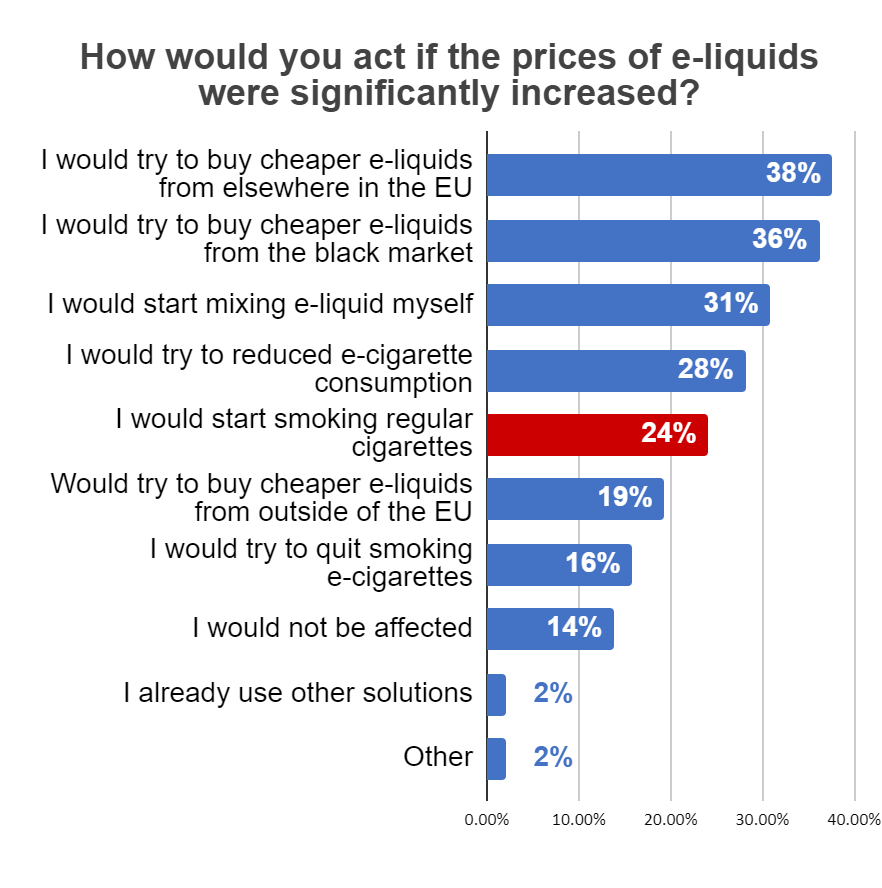 How would you act if the prices of e-liquids
were significantly increased?
I would try to buy cheaper e-liquids
from elsewhere in the EU
38%
I would try to buy cheaper e-liquids
from the black market
36%
I would start mixing e-liquid myself
31%
I would try to reduced e-cigarette
consumption
28%
I would start smoking regular
cigarettes
24%
Would try to buy cheaper e-liquids
from outside of the EU
19%
I would try to quit smoking
e-cigarettes
16%
I would not be affected
14%
I already use other solutions
2%
Other
2%
0.00% 10.00% 20.00% 30.00% 40.00%